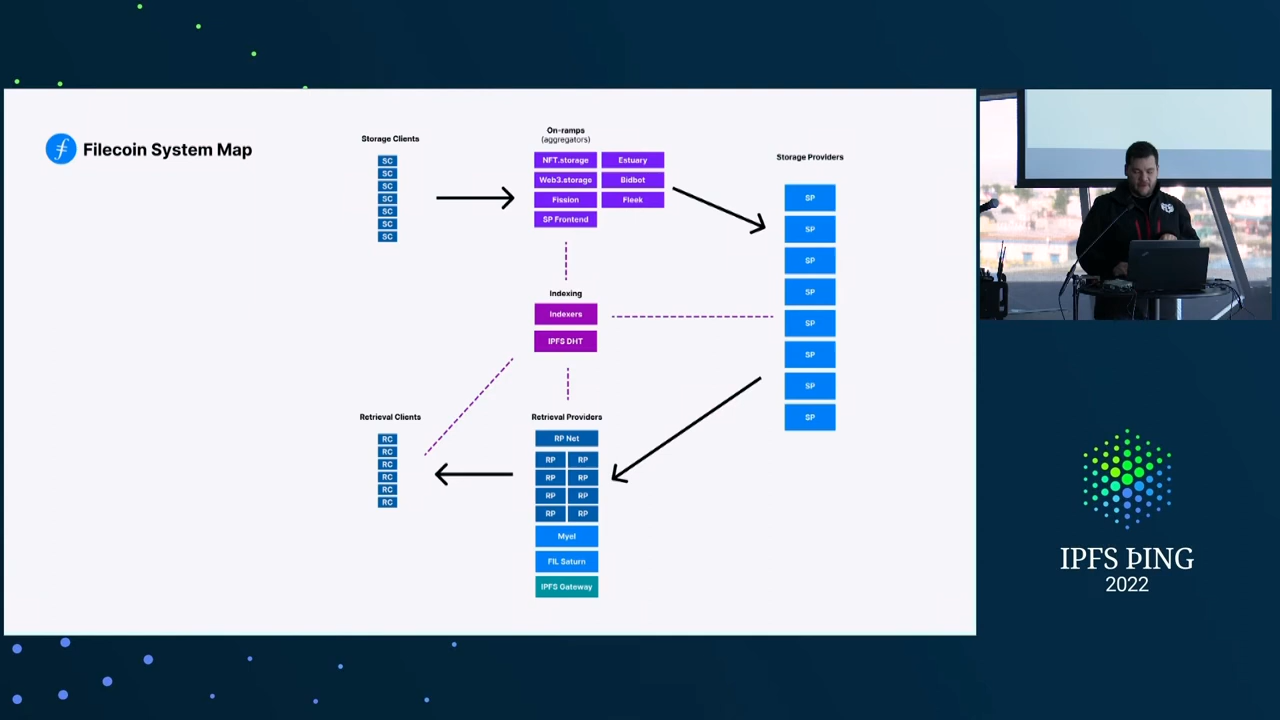 Filecoin System Map
Storage Clients
SC
SC
SC
SC
SC
SC
SC
On-ramps
(aggregators)
NFT.storage Estuary
Web3.storage Bidbot
Fission Fleek
SP Frontend
Storage Providers
SP
SP
SP
SP
SP
SP
SP
SP
Indexing
Indexers
IPFS DHT
Retrieval Clients
RC
RC
RC
RC
RC
RC
Retrieval Providers
RP Net
RP RP
RP RP
RP RP
RP RP
Myel
FIL Saturn
IPFS Gateway
IPFS ÞING
2022